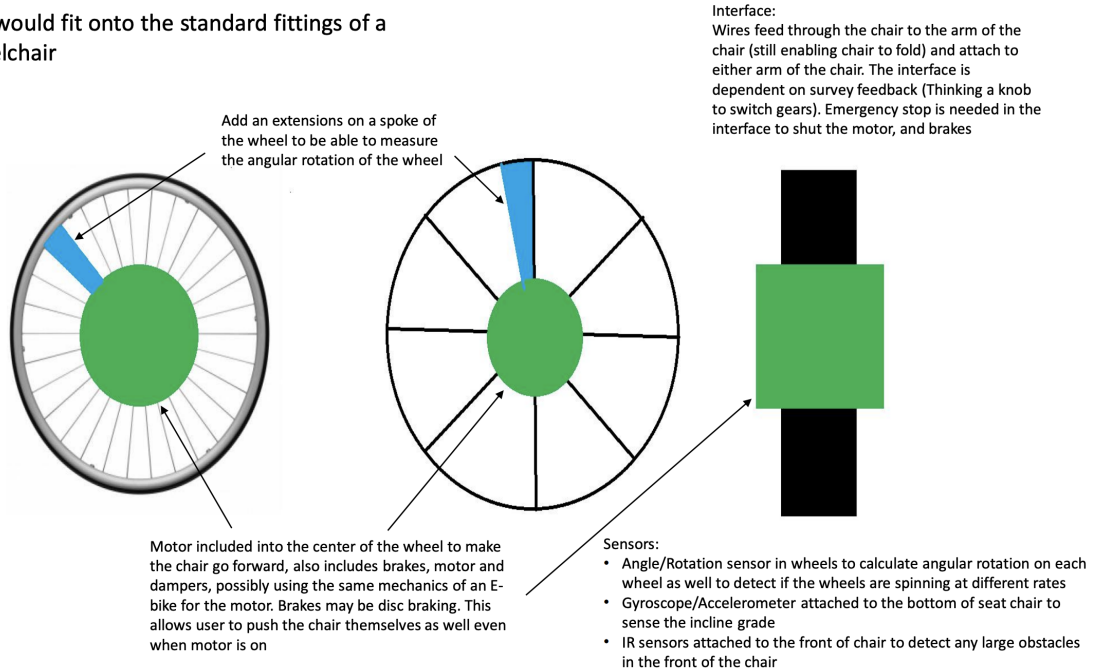 would fit onto the standard fittings of a
elchair
Interface:
Wires feed through the chair to the arm of the
chair (still enabling chair to fold) and attach to
either arm of the chair. The interface is
dependent on survey feedback (Thinking a knob
to switch gears). Emergency stop is needed in the
interface to shut the motor, and brakes
Add an extensions on a spoke of
the wheel to be able to measure
the angular rotation of the wheel
Motor included into the center of the wheel to make
the chair go forward, also includes brakes, motor and
dampers, possibly using the same mechanics of an E-
bike for the motor. Brakes may be disc braking. This
allows user to push the chair themselves as well even
when motor is on
Sensors:
• Angle/Rotation sensor in wheels to calculate angular rotation on each
wheel as well to detect if the wheels are spinning at different rates
• Gyroscope/Accelerometer attached to the bottom of seat chair to
sense the incline grade
• IR sensors attached to the front of chair to detect any large obstacles
in the front of the chair